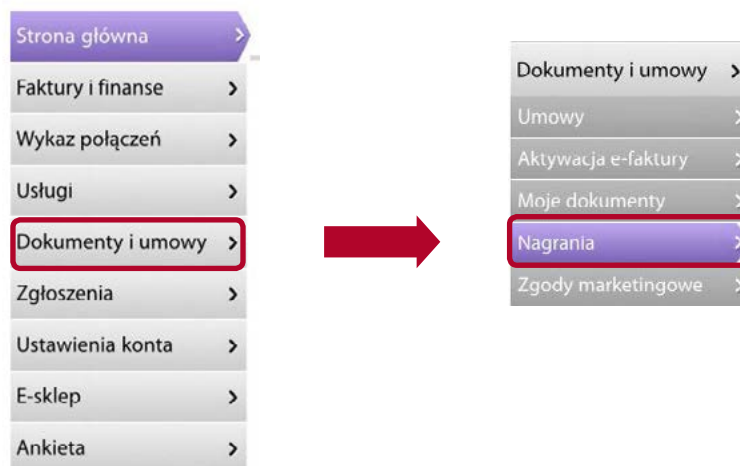 Strona główna
Faktury i finanse
Wykaz połączeń
Usługi
Dokumenty i umowy
Zgłoszenia
Ustawienia konta
E-sklep
Ankieta
Dokumenty i umowy
Umowy
Aktywacja e-faktury
Moje dokumenty
Nagrania
Zgody marketingowe